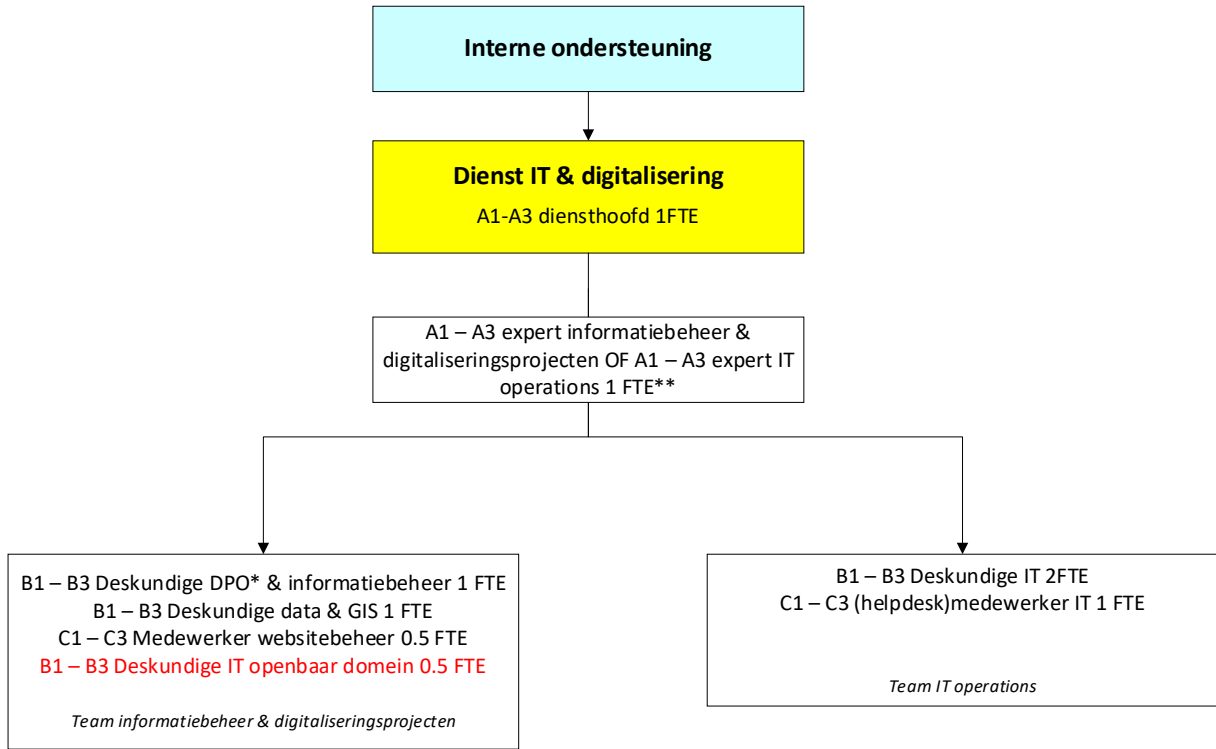 Interne ondersteuning
Dienst IT & digitalisering
A1-A3 diensthoofd 1FTE
A1 – A3 expert informatiebeheer &
digitaliseringsprojecten OF A1 – A3 expert IT
operations 1 FTE**
B1 – B3 Deskundige DPO* & informatiebeheer 1 FTE
B1 – B3 Deskundige data & GIS 1 FTE
C1 – C3 Medewerker websitebeheer 0.5 FTE
B1 – B3 Deskundige IT openbaar domein 0.5 FTE
Team informatiebeheer & digitaliseringsprojecten
B1 – B3 Deskundige IT 2FTE
C1 – C3 (helpdesk)medewerker IT 1 FTE
Team IT operations